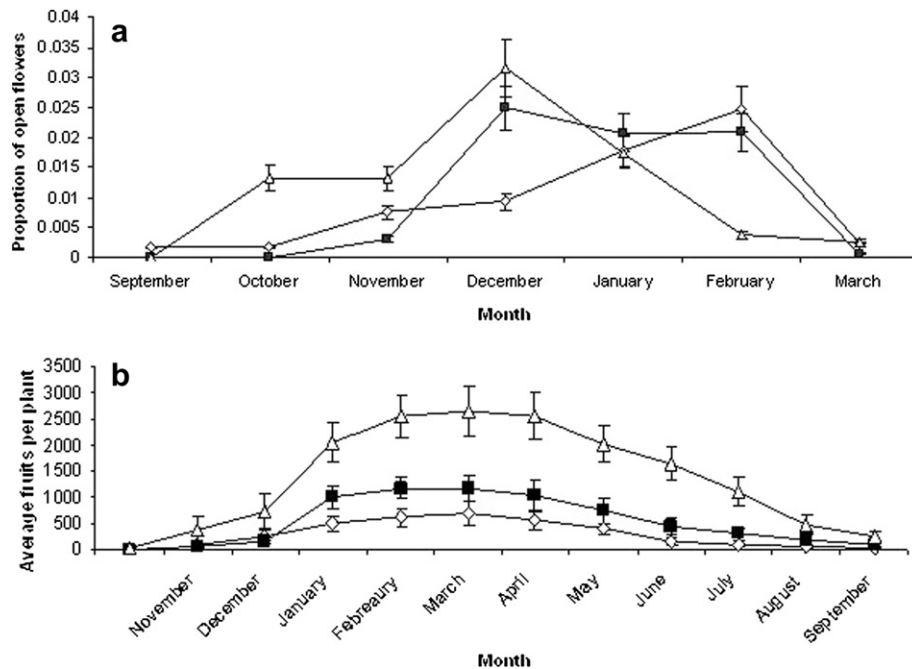 a
Proportion of open flowers
0.04
0.035
0.03
0.025
0.02
0.015
0.01
0.005
0
September October November December January February March
Month
b
Average fruits per plant
3500
3000
2500
2000
1500
1000
500
0
November December January Febreaury March April May June July August September
Month